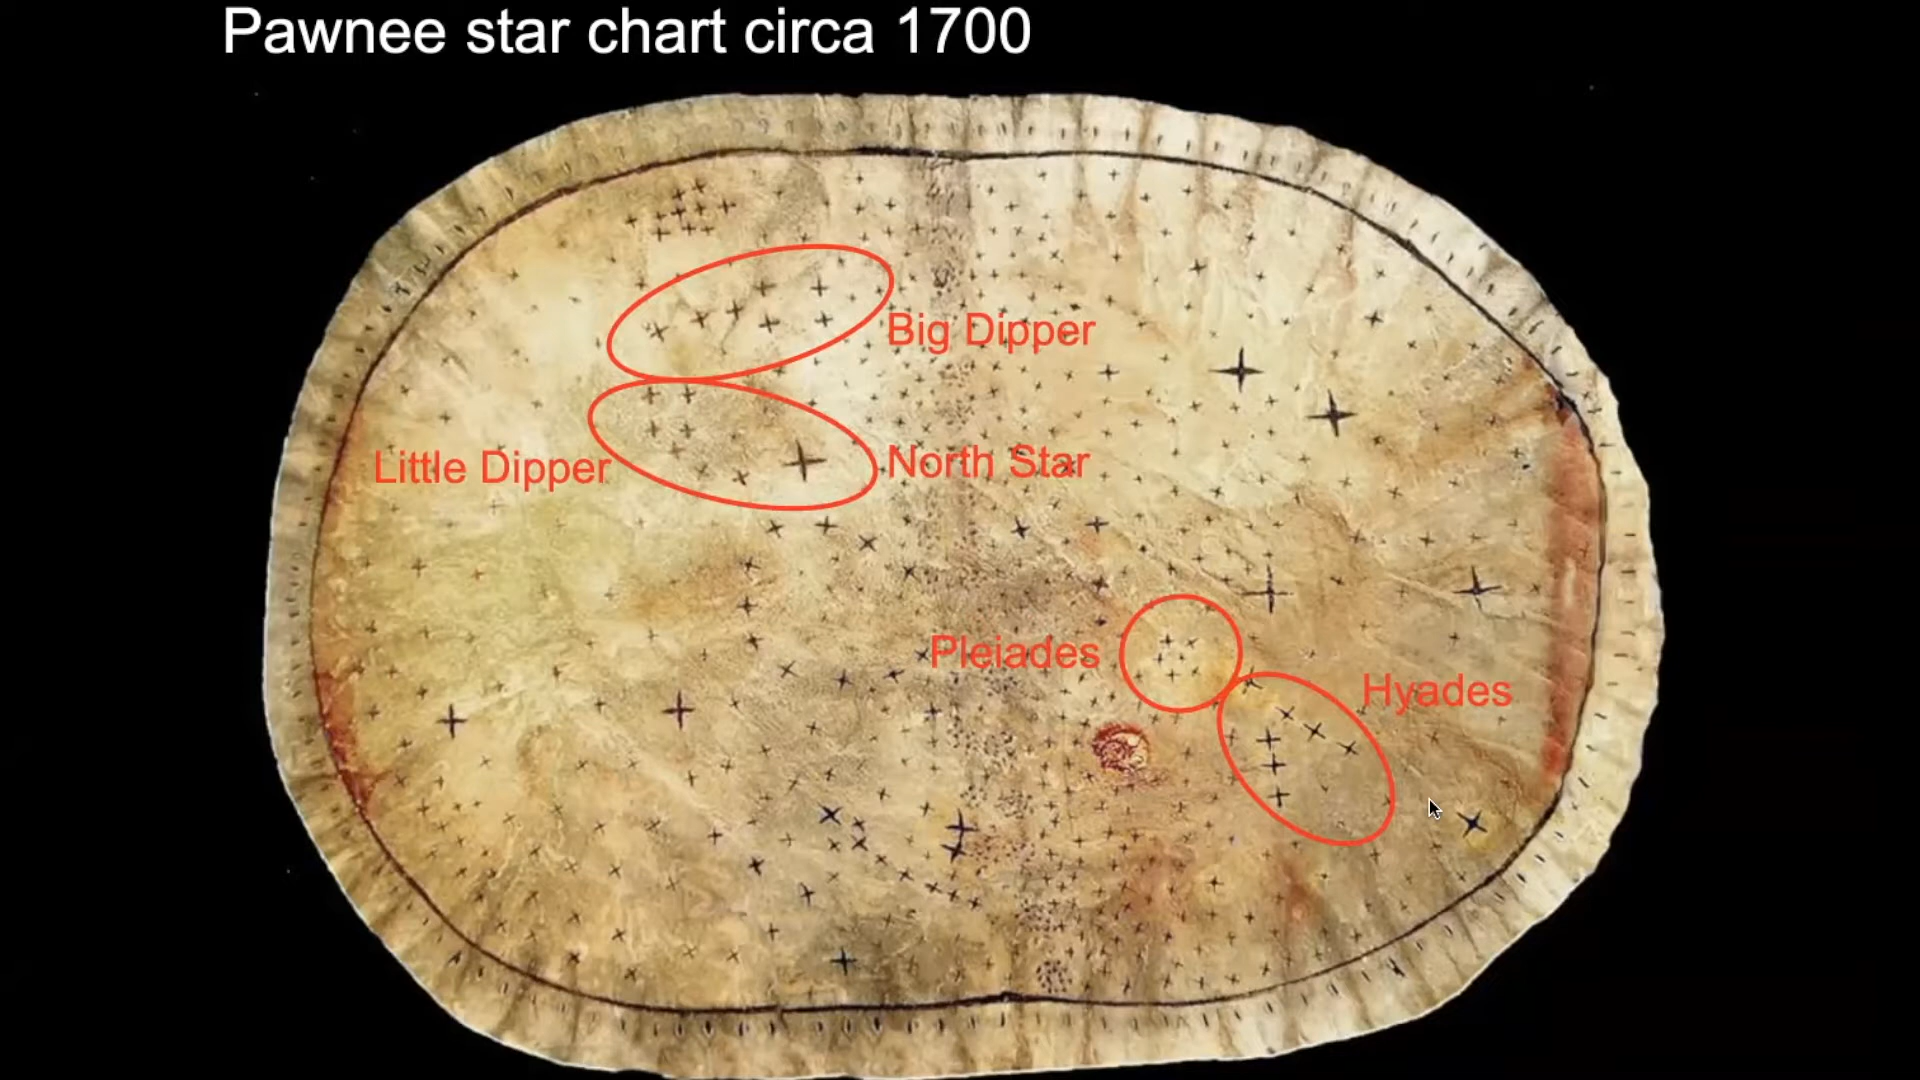 Pawnee star chart circa 1700
Big Dipper
Little Dipper
North Star
Pleiades
Hyades